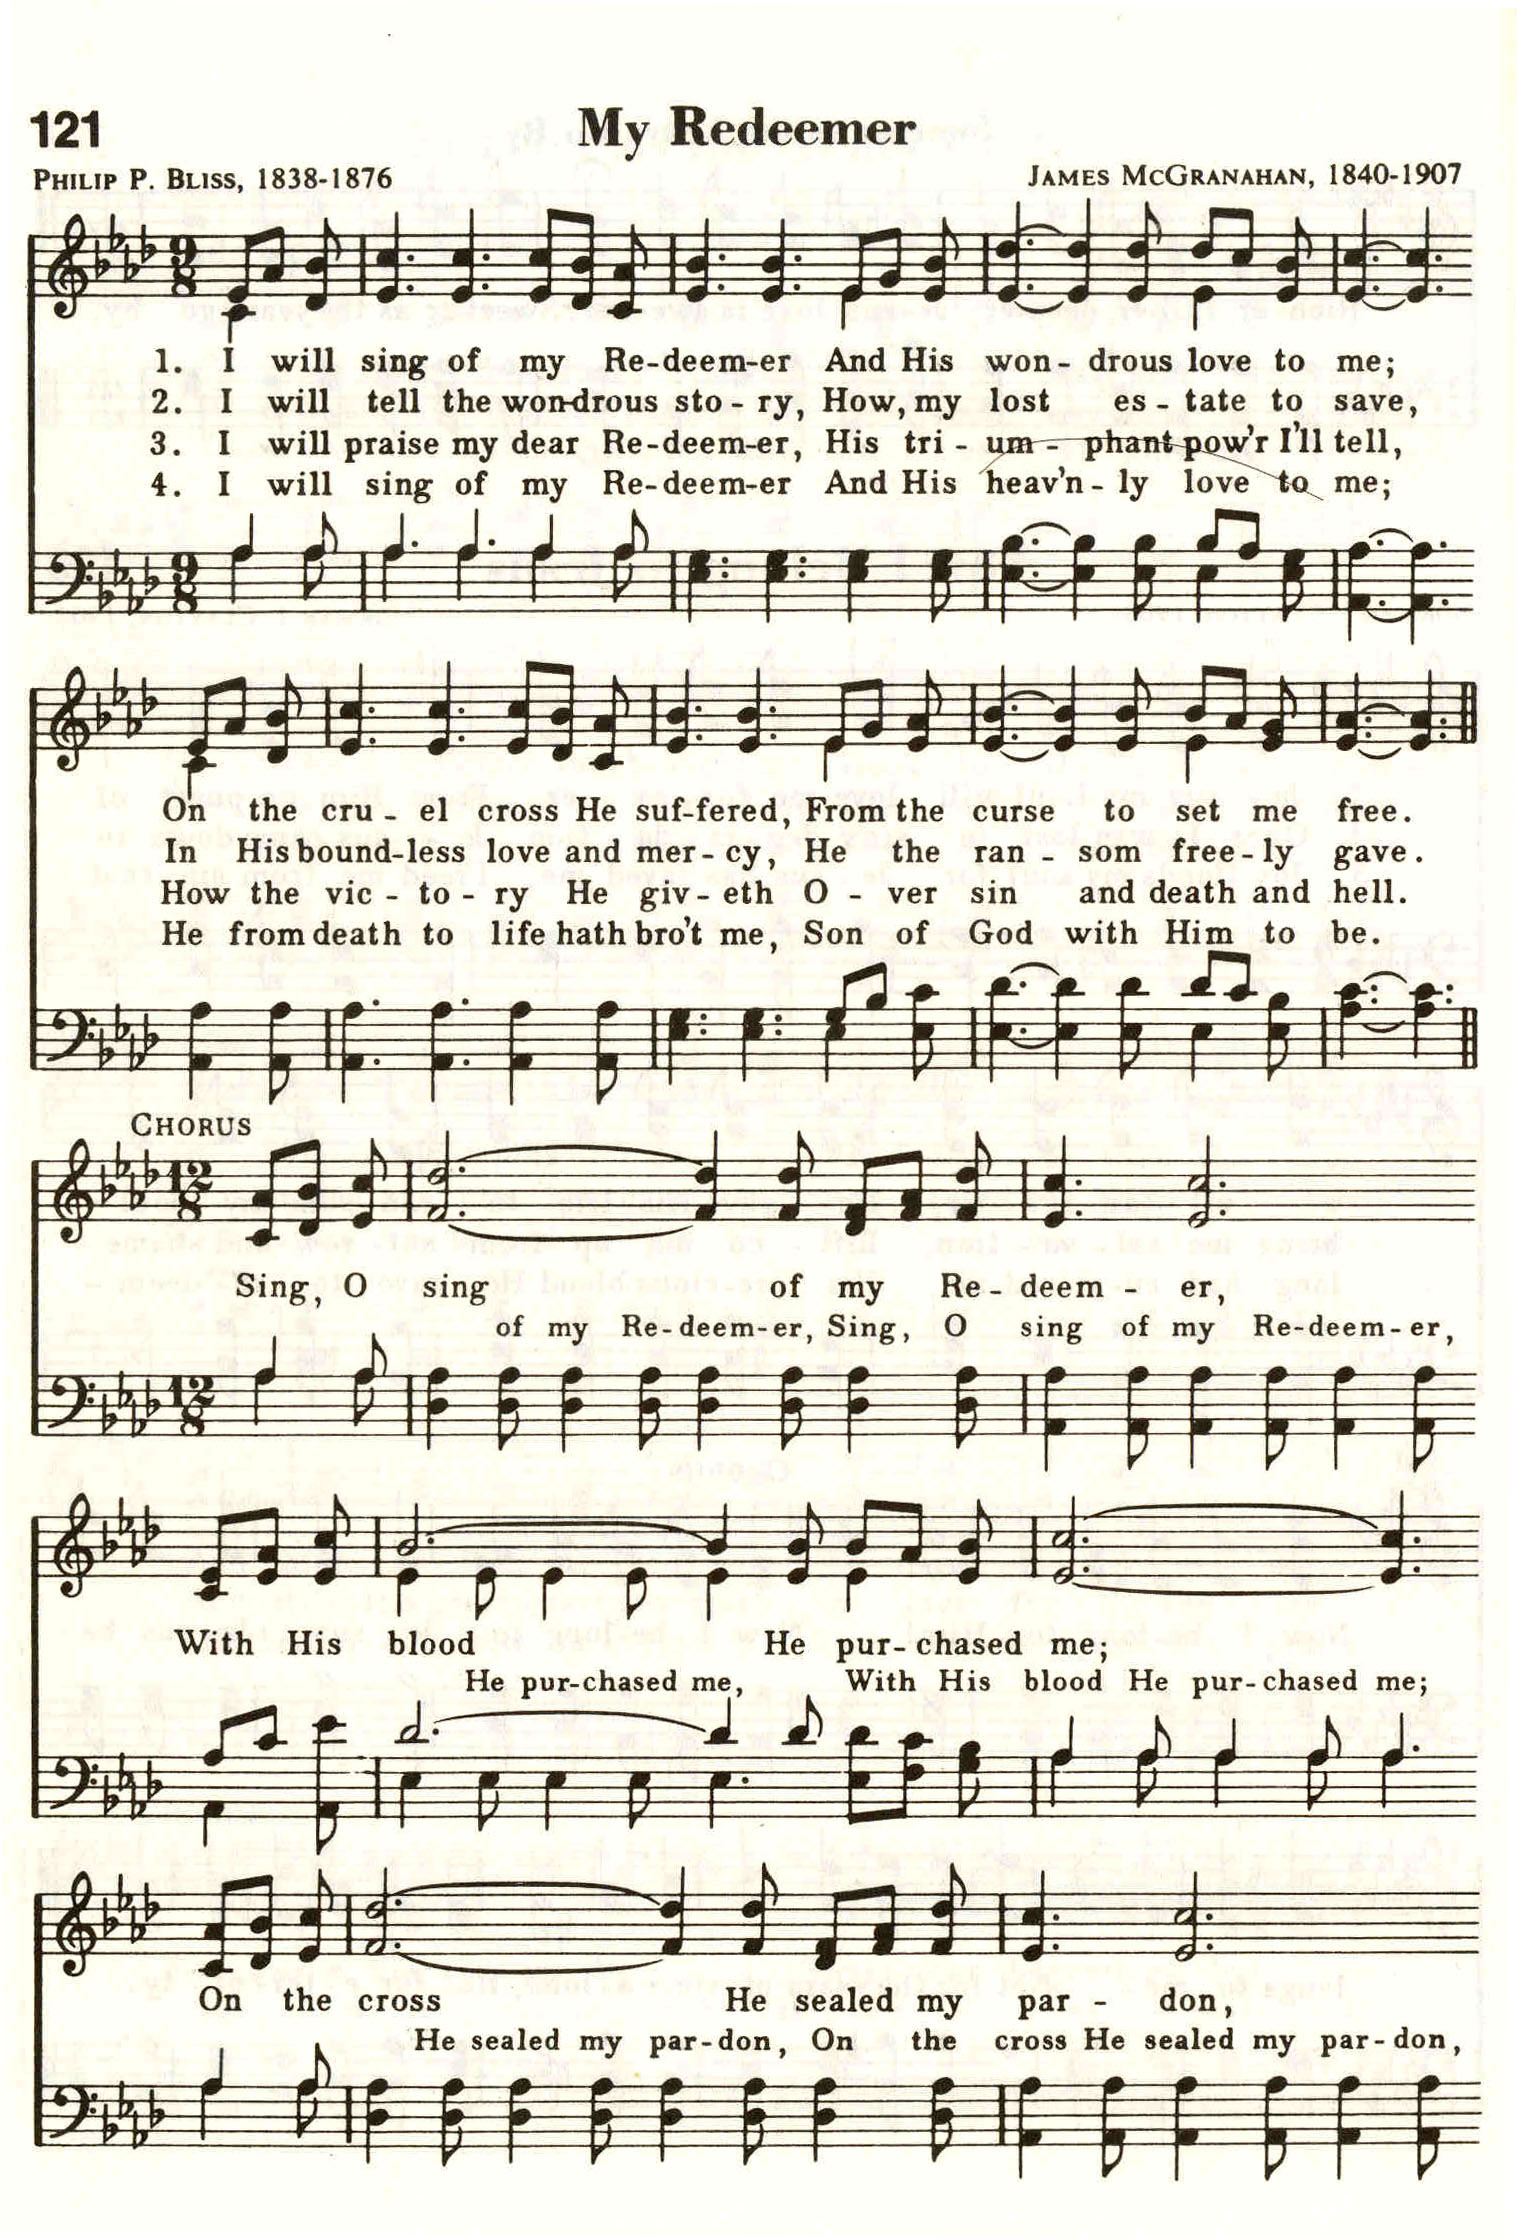 121
My Redeemer
PHILIP P. BLISS, 1838-1876
JAMES MCGRANAHAN, 1840-1907
1. I will sing of my Re-deem-er And His won-drous love to me;
2. I will tell the won-drous sto-ry, How, my lost es-tate to save,
3. I will praise my dear Re-deem-er, His tri-um-phant pow'r I'll tell,
4. I will sing of my Re-deem-er And His heav'n-ly love to me;
On the cru-el cross He suf-fered, From the curse to set me free.
In His bound-less love and mer-cy, He the ran-som free-ly gave.
How the vic-to-ry He giv-eth O-ver sin and death and hell.
He from death to life hath bro't me, Son of God with Him to be.
CHORUS
Sing, O sing of my Re-deem-er,
of my Re-deem-er, Sing, O sing of my Re-deem-er,
With His blood He pur-chased me;
He pur-chased me, With His blood He pur-chased me;
On the cross He sealed my par-don,
He sealed my par-don, On the cross He sealed my par-don,